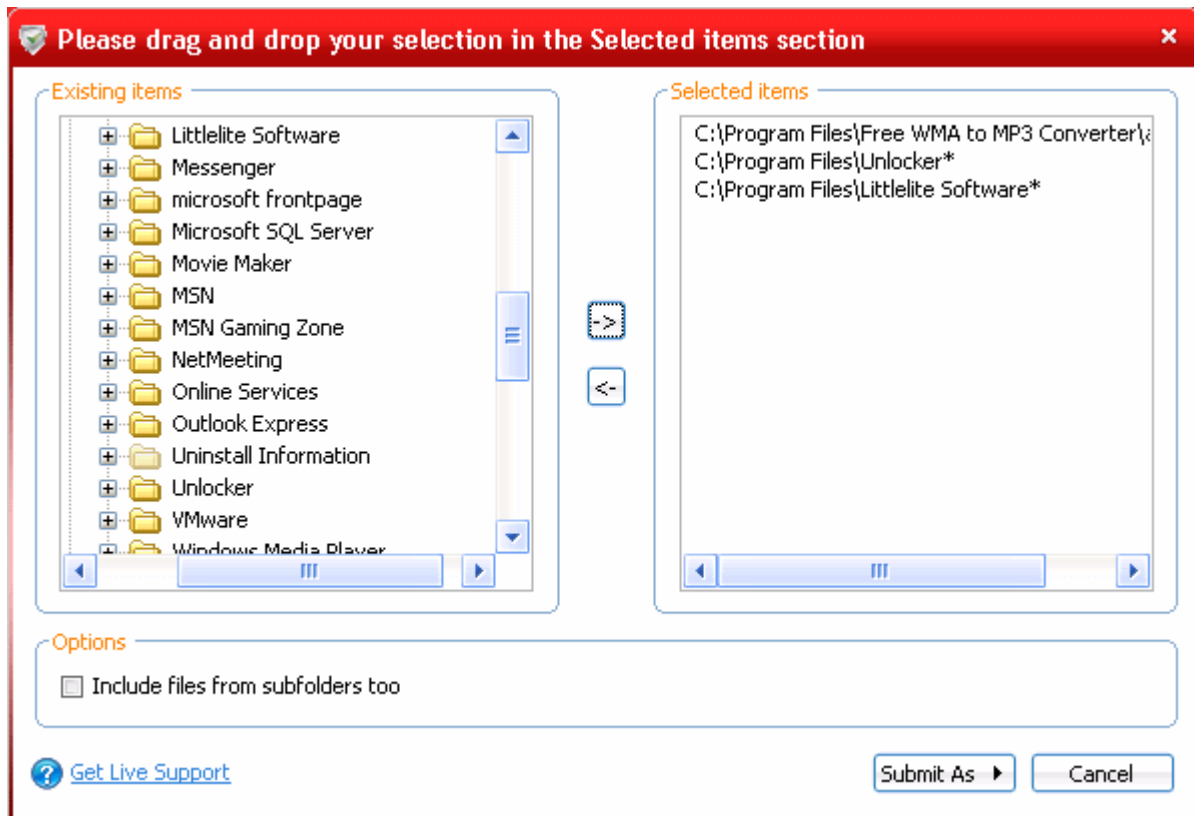 Please drag and drop your selection in the Selected items section
Existing items
Littlelite Software
Messenger
microsoft frontpage
Microsoft SQL Server
Movie Maker
MSN
MSN Gaming Zone
NetMeeting
Online Services
Outlook Express
Uninstall Information
Unlocker
VMware
Windows Media Player
->
<-
Selected items
C:\Program Files\Free WMA to MP3 Converter\
C:\Program Files\Unlocker*
C:\Program Files\Littlelite Software*
Options
Include files from subfolders too
Get Live Support
Submit As
Cancel